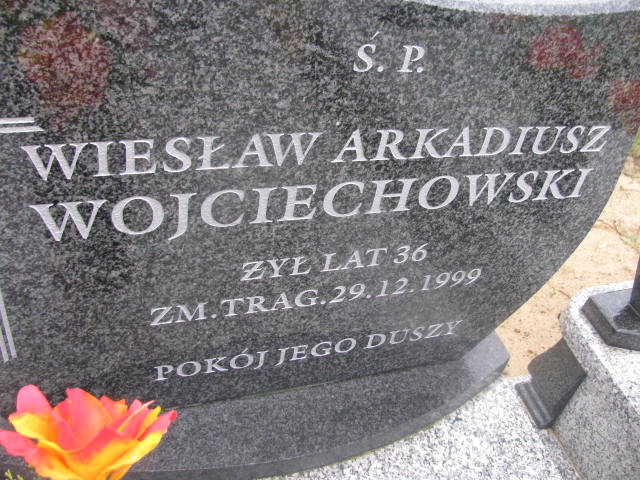 Ś. P.
WIESŁAW ARKADIUSZ
WOJCIECHOWSKI
ŻYŁ LAT 36
ZM.TRAG.29.12.1999
POKÓJ JEGO DUSZY